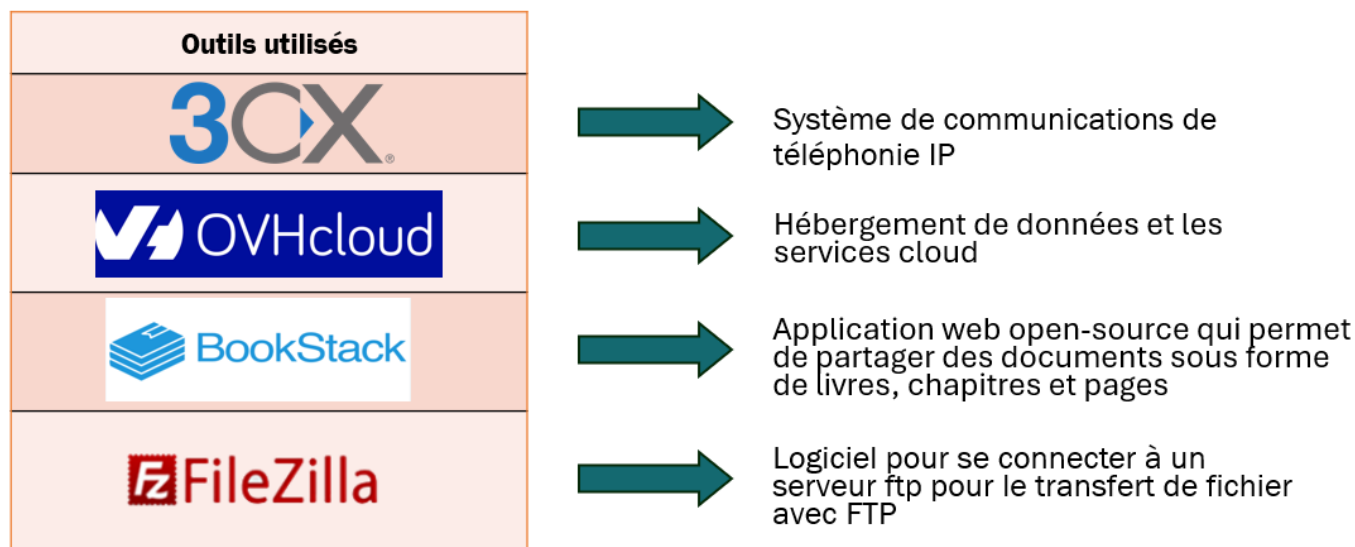 Outils utilisés
3CX®
Système de communications de
téléphonie IP
OVHcloud
Hébergement de données et les
services cloud
BookStack
Application web open-source qui permet
de partager des documents sous forme
de livres, chapitres et pages
Fz FileZilla
Logiciel pour se connecter à un
serveur ftp pour le transfert de fichier
avec FTP